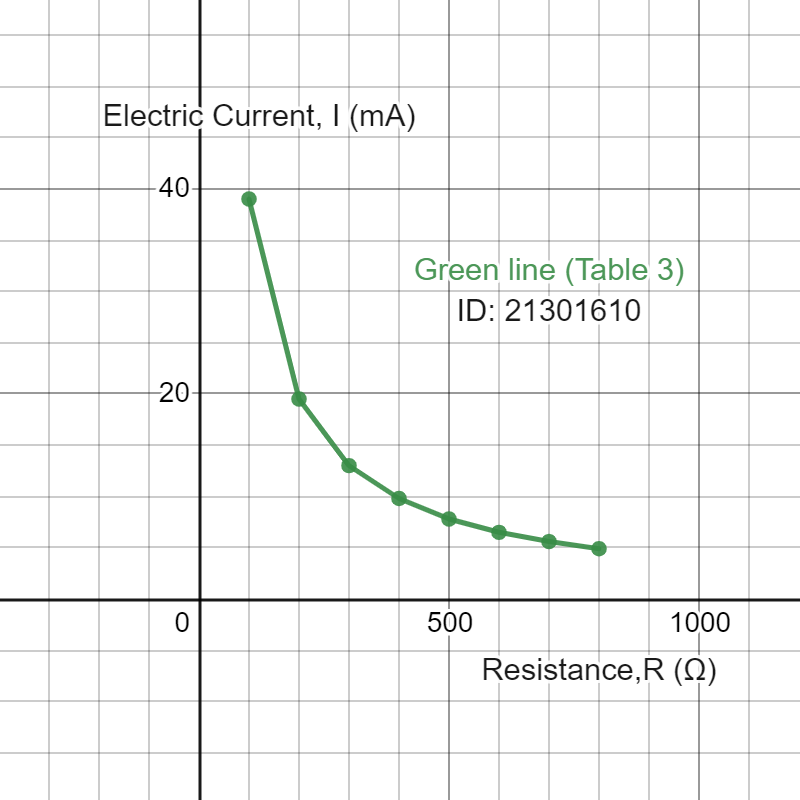 Electric Current, I (mA)
40
Green line (Table 3)
ID: 21301610
20
0
500
1000
Resistance,R (Ω)